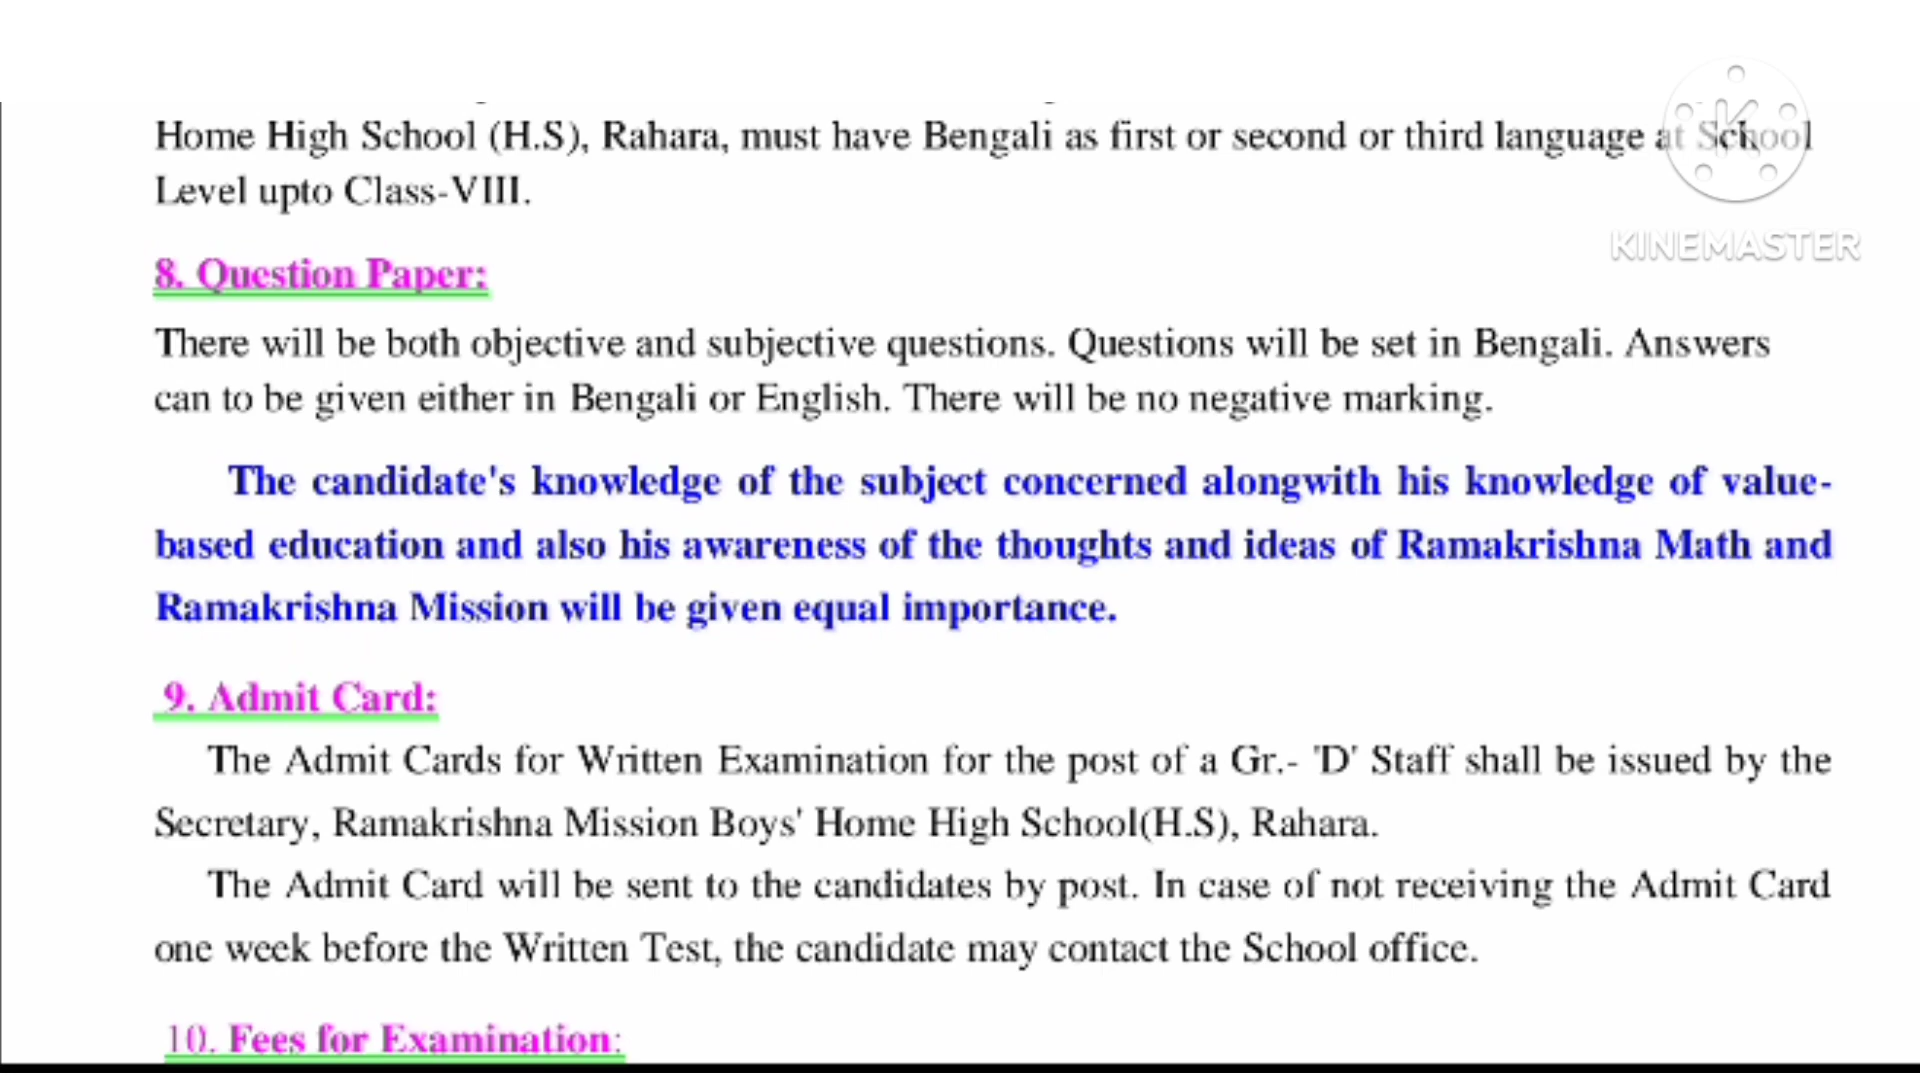 Home High School (H.S), Rahara, must have Bengali as first or second or third language at School
Level upto Class-VIII.
KINEMASTER
8. Question Paper:
There will be both objective and subjective questions. Questions will be set in Bengali. Answers
can to be given either in Bengali or English. There will be no negative marking.
The candidate's knowledge of the subject concerned alongwith his knowledge of value-
based education and also his awareness of the thoughts and ideas of Ramakrishna Math and
Ramakrishna Mission will be given equal importance.
9. Admit Card:
The Admit Cards for Written Examination for the post of a Gr.- 'D' Staff shall be issued by the
Secretary, Ramakrishna Mission Boys' Home High School(H.S), Rahara.
The Admit Card will be sent to the candidates by post. In case of not receiving the Admit Card
one week before the Written Test, the candidate may contact the School office.
10. Fees for Examination: